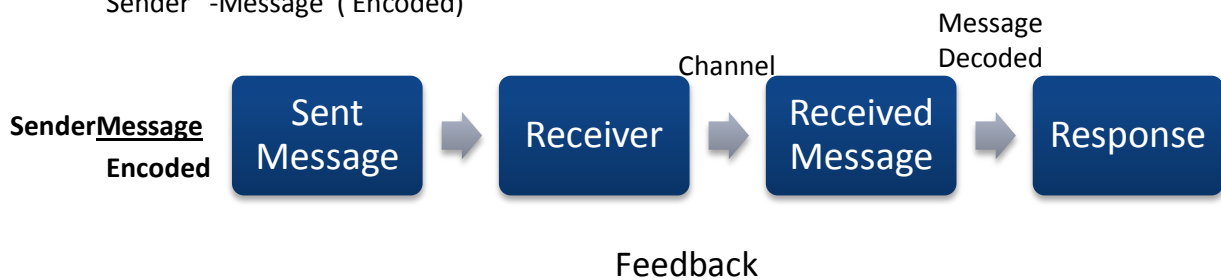 Sender -Message ( Encoded)
Message
Decoded
Channel
SenderMessage
Encoded
Sent
Message
Receiver
Received
Message
Response
Feedback